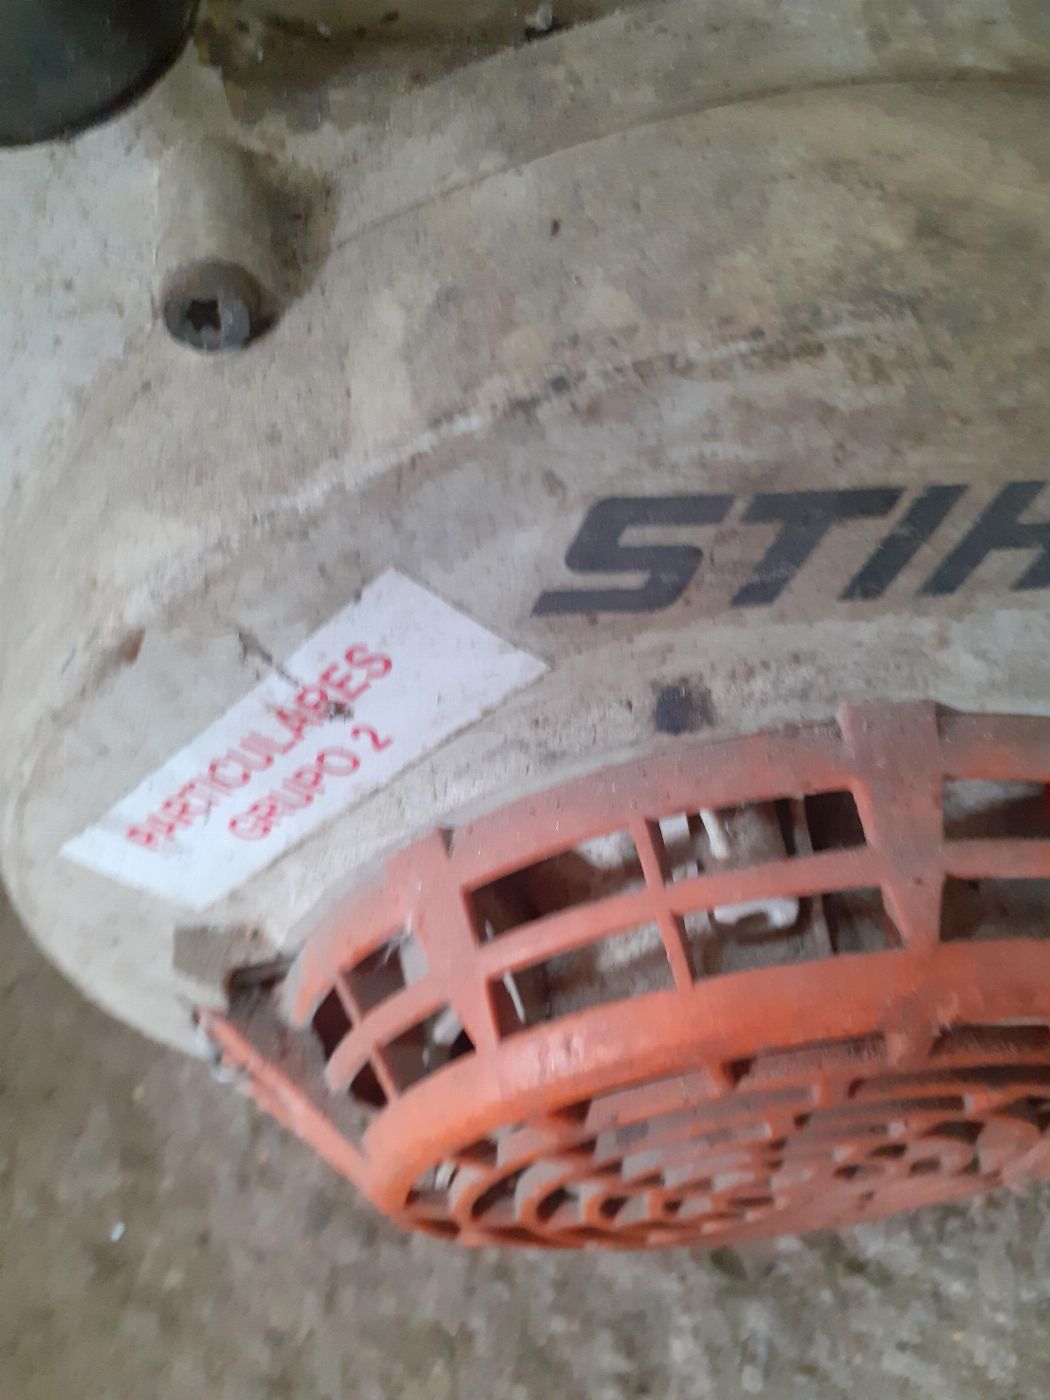 STIH
PARTICULARES
GRUPO 2